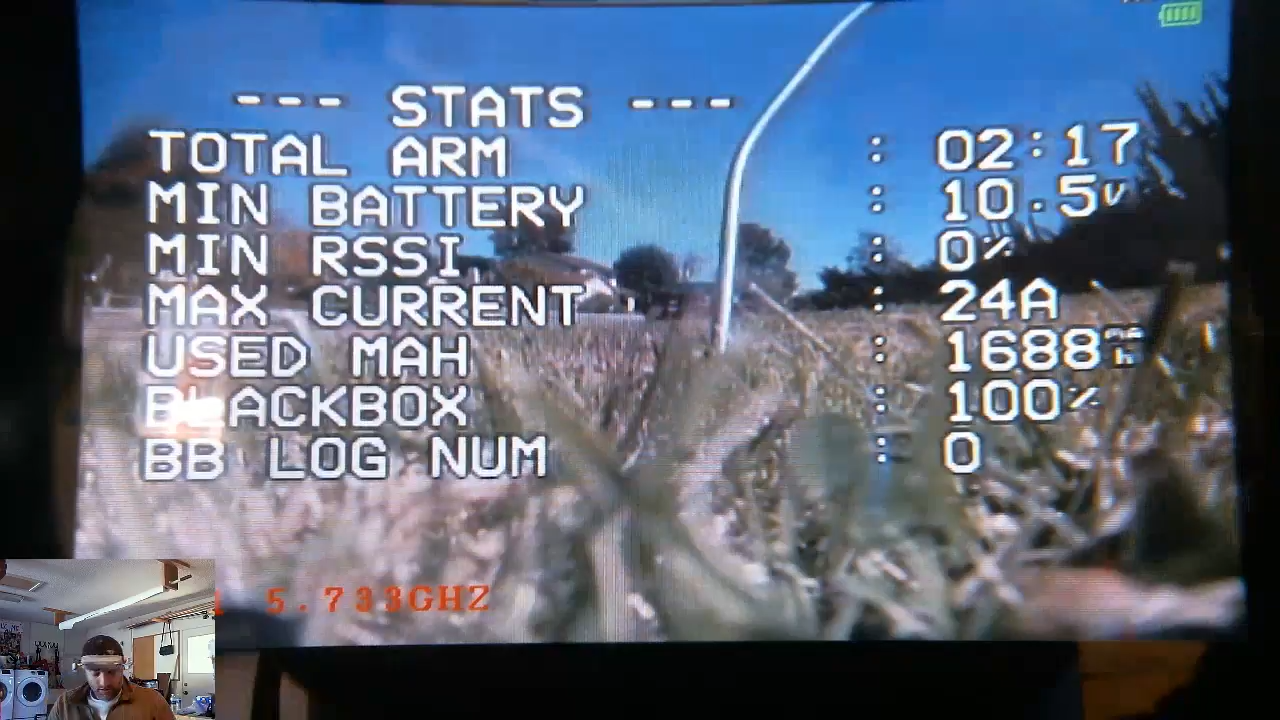 --- STATS ---
TOTAL ARM : 02:17
MIN BATTERY : 10.5V
MIN RSSI : 0%
MAX CURRENT : 24A
USED MAH : 1688mAh
BLACKBOX : 100%
BB LOG NUM : 0
5.733GHZ